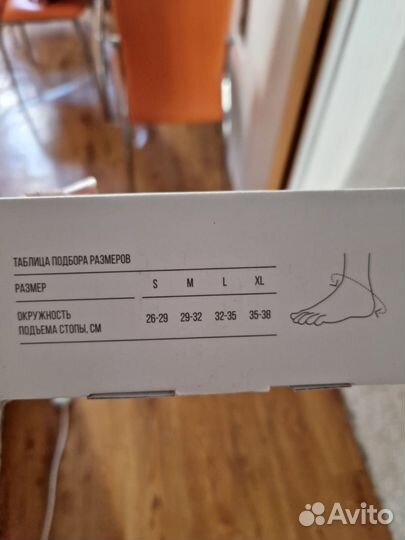 ТАБЛИЦА ПОДБОРА РАЗМЕРОВ
РАЗМЕР S M L XL
ОКРУЖНОСТЬ
ПОДЪЕМА СТОПЫ, СМ 26-29 29-32 32-35 35-38
Avito